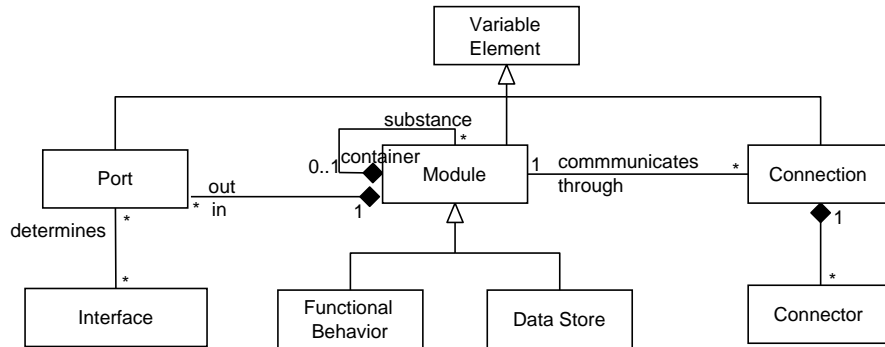 Variable
Element
substance
*
0..1
container
Port
Module
1
commmunicates
through
*
Connection
out
in
*
1
*
determines
1
*
*
Interface
Functional
Behavior
Data Store
Connector